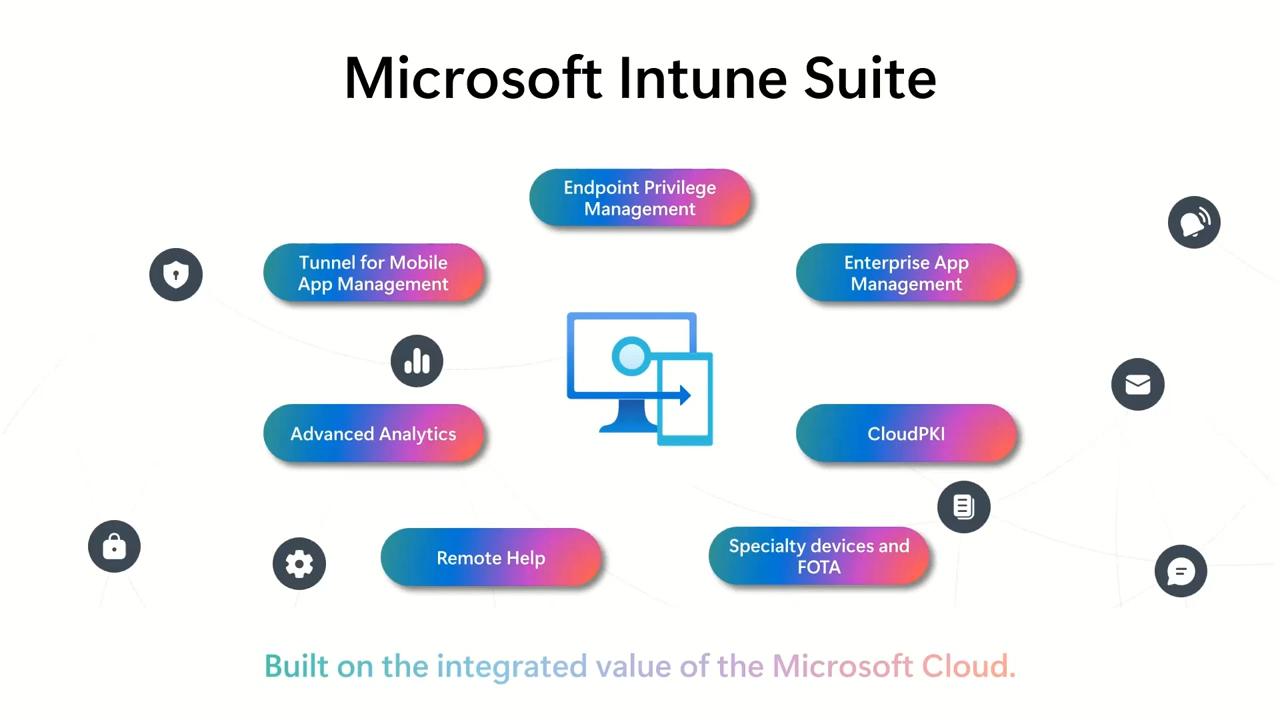 Microsoft Intune Suite
Endpoint Privilege
Management
Tunnel for Mobile
App Management
Enterprise App
Management
Advanced Analytics
CloudPKI
Remote Help
Specialty devices and
FOTA
Built on the integrated value of the Microsoft Cloud.